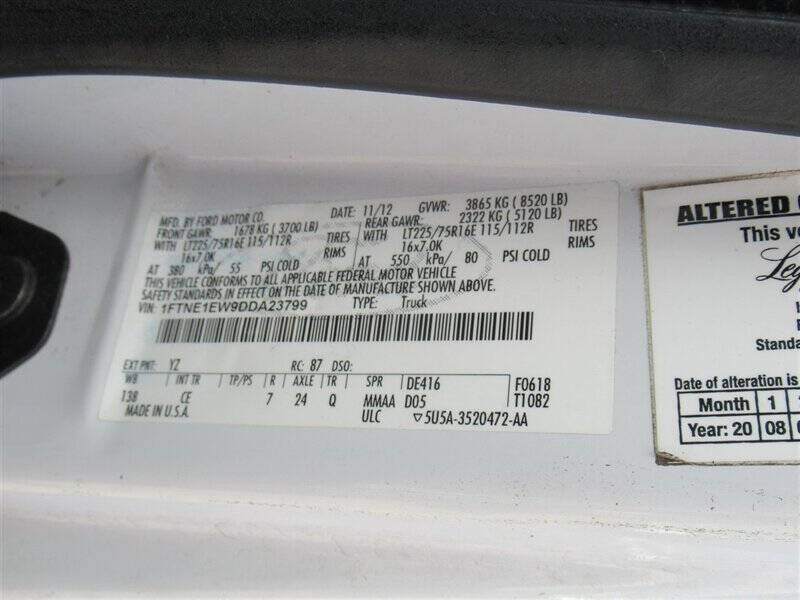 MFD. BY FORD MOTOR CO.
DATE: 11/12 GVWR: 3865 KG ( 8520 LB)
FRONT GAWR: 1678 KG ( 3700 LB)
REAR GAWR: 2322 KG ( 5120 LB)
WITH LT225/75R16E 115/112R TIRES
WITH LT225/75R16E 115/112R TIRES
16x7.0K RIMS
16x7.0K RIMS
AT 380 kPa/ 55 PSI COLD
AT 550 kPa/ 80 PSI COLD
THIS VEHICLE CONFORMS TO ALL APPLICABLE FEDERAL MOTOR VEHICLE
SAFETY STANDARDS IN EFFECT ON THE DATE OF MANUFACTURE SHOWN ABOVE.
VIN: 1FTNE1EW9DDA23799 TYPE: Truck
EXT PNT: YZ RC: 87 DSO:
WB INT TR TP/PS R AXLE TR SPR DE416 F0618
138 CE 7 24 Q MMAA D05 T1082
MADE IN U.S.A. ULC ▽5U5A-3520472-AA
ALTERED
This ve
Leg
Standa
Date of alteration is
Month 1
Year: 20 08